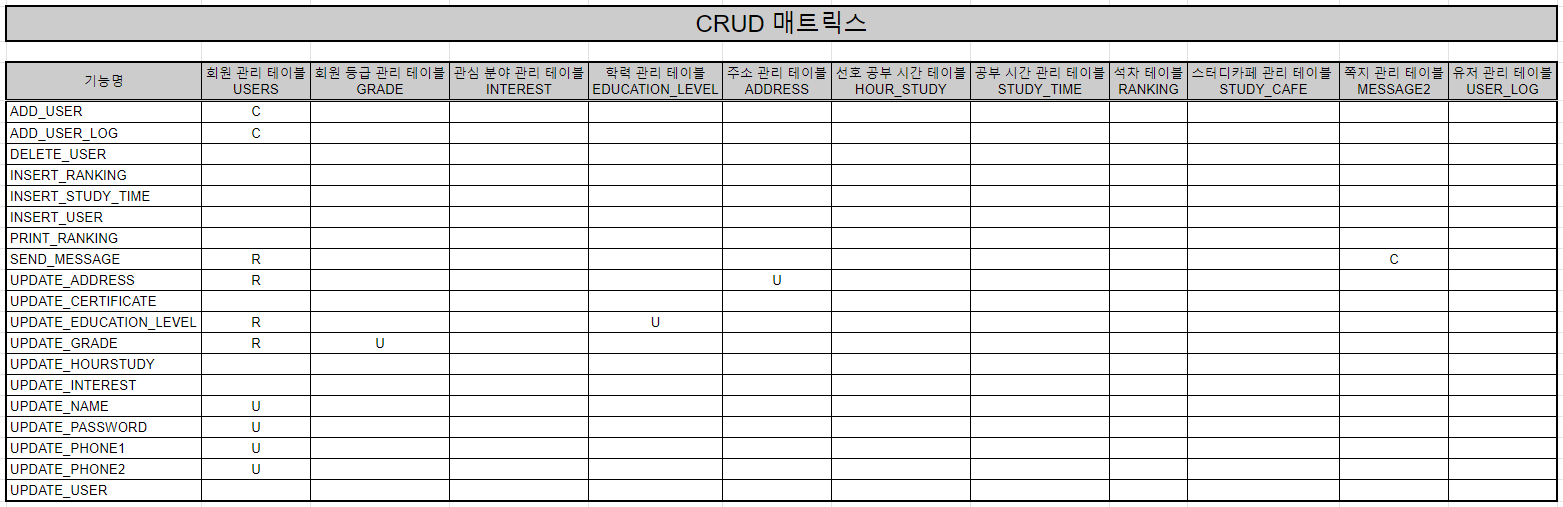 CRUD 매트릭스
기능명 회원 관리 테이블 회원 등급 관리 테이블 관심 분야 관리 테이블 학력 관리 테이블 주소 관리 테이블 선호 공부 시간 테이블 공부 시간 관리 테이블 석차 테이블 스터디카페 관리 테이블 쪽지 관리 테이블 유저 관리 테이블
USERS GRADE INTEREST EDUCATION_LEVEL ADDRESS HOUR_STUDY STUDY_TIME RANKING STUDY_CAFE MESSAGE2 USER_LOG
ADD_USER C
ADD_USER_LOG C
DELETE_USER
INSERT_RANKING
INSERT_STUDY_TIME
INSERT_USER
PRINT_RANKING
SEND_MESSAGE R C
UPDATE_ADDRESS R U
UPDATE_CERTIFICATE
UPDATE_EDUCATION_LEVEL R U
UPDATE_GRADE R U
UPDATE_HOURSTUDY
UPDATE_INTEREST
UPDATE_NAME U
UPDATE_PASSWORD U
UPDATE_PHONE1 U
UPDATE_PHONE2 U
UPDATE_USER